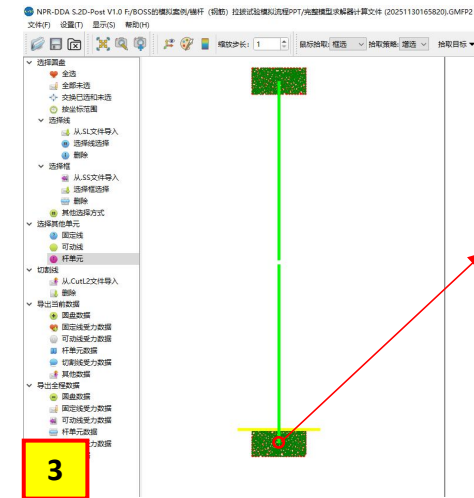 NPR-DDA S.2D-Post V1.0 F:/BOSS的模拟案例/锚杆（钢筋）拉拔试验模拟流程PPT/完整模型求解器计算文件 (20251130165820).GMFP2
文件(F) 设置(T) 显示(S) 帮助(H)
缩放步长: 1 鼠标拾取: 框选 拾取策略: 增选 拾取目标
选择圆盘
全选
全部未选
交换已选和未选
按坐标范围
选择线
从.SL文件导入
选择线选择
删除
选择框
从.SS文件导入
选择框选择
删除
其他选择方式
选择其他单元
固定线
可动线
杆单元
切割线
从.CutL2文件导入
删除
导出当前数据
圆盘数据
固定线受力数据
可动线受力数据
杆单元数据
切割线受力数据
其他数据
导出全程数据
圆盘数据
固定线受力数据
可动线受力数据
杆单元数据
力数据
3